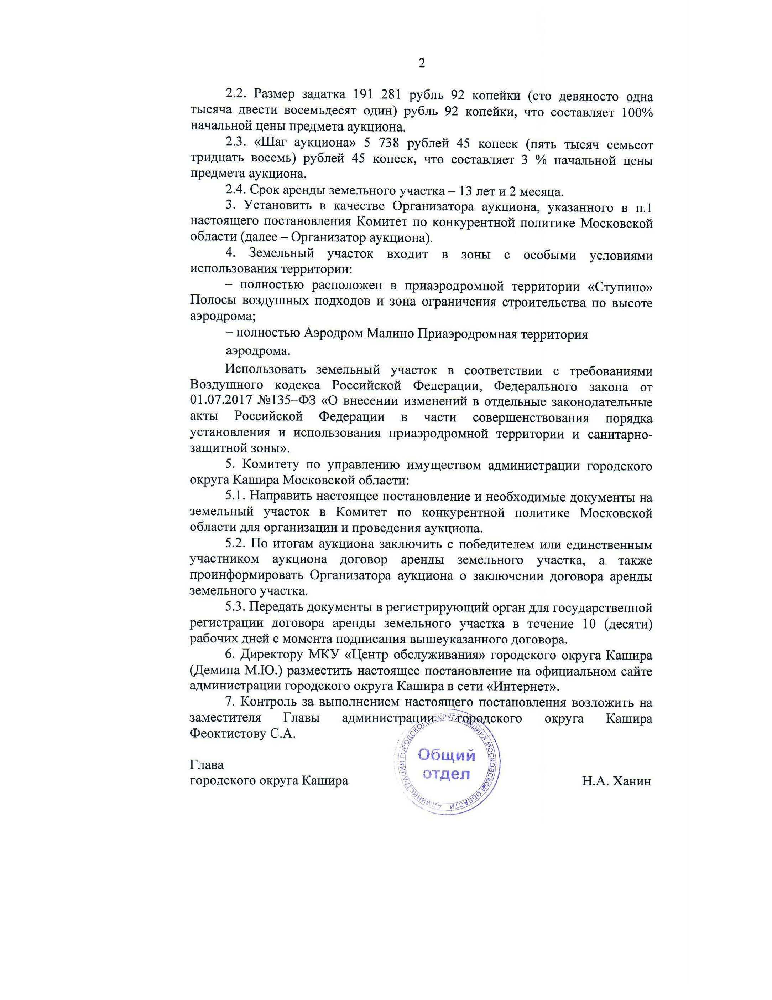 2
2.2. Размер задатка 191 281 рубль 92 копейки (сто девяносто одна
тысяча двести восемьдесят один) рубль 92 копейки, что составляет 100%
начальной цены предмета аукциона.
2.3. «Шаг аукциона» 5 738 рублей 45 копеек (пять тысяч семьсот
тридцать восемь) рублей 45 копеек, что составляет 3 % начальной цены
предмета аукциона.
2.4. Срок аренды земельного участка – 13 лет и 2 месяца.
3. Установить в качестве Организатора аукциона, указанного в п.1
настоящего постановления Комитет по конкурентной политике Московской
области (далее – Организатор аукциона).
4. Земельный участок входит в зоны с особыми условиями
использования территории:
– полностью расположен в приаэродромной территории «Ступино»
Полосы воздушных подходов и зона ограничения строительства по высоте
аэродрома;
– полностью Аэродром Малино Приаэродромная территория
аэродрома.
Использовать земельный участок в соответствии с требованиями
Воздушного кодекса Российской Федерации, Федерального закона от
01.07.2017 №135–ФЗ «О внесении изменений в отдельные законодательные
акты Российской Федерации в части совершенствования порядка
установления и использования приаэродромной территории и санитарно-
защитной зоны».
5. Комитету по управлению имуществом администрации городского
округа Кашира Московской области:
5.1. Направить настоящее постановление и необходимые документы на
земельный участок в Комитет по конкурентной политике Московской
области для организации и проведения аукциона.
5.2. По итогам аукциона заключить с победителем или единственным
участником аукциона договор аренды земельного участка, а также
проинформировать Организатора аукциона о заключении договора аренды
земельного участка.
5.3. Передать документы в регистрирующий орган для государственной
регистрации договора аренды земельного участка в течение 10 (десяти)
рабочих дней с момента подписания вышеуказанного договора.
6. Директору МКУ «Центр обслуживания» городского округа Кашира
(Демина М.Ю.) разместить настоящее постановление на официальном сайте
администрации городского округа Кашира в сети «Интернет».
7. Контроль за выполнением настоящего постановления возложить на
заместителя Главы администрации городского округа Кашира
Феоктистову С.А.
Глава
городского округа Кашира
Н.А. Ханин
АДМИНИСТРАЦИЯ ГОРОДСКОГО ОКРУГА КАШИРА МОСКОВСКОЙ ОБЛАСТИ
Общий
отдел